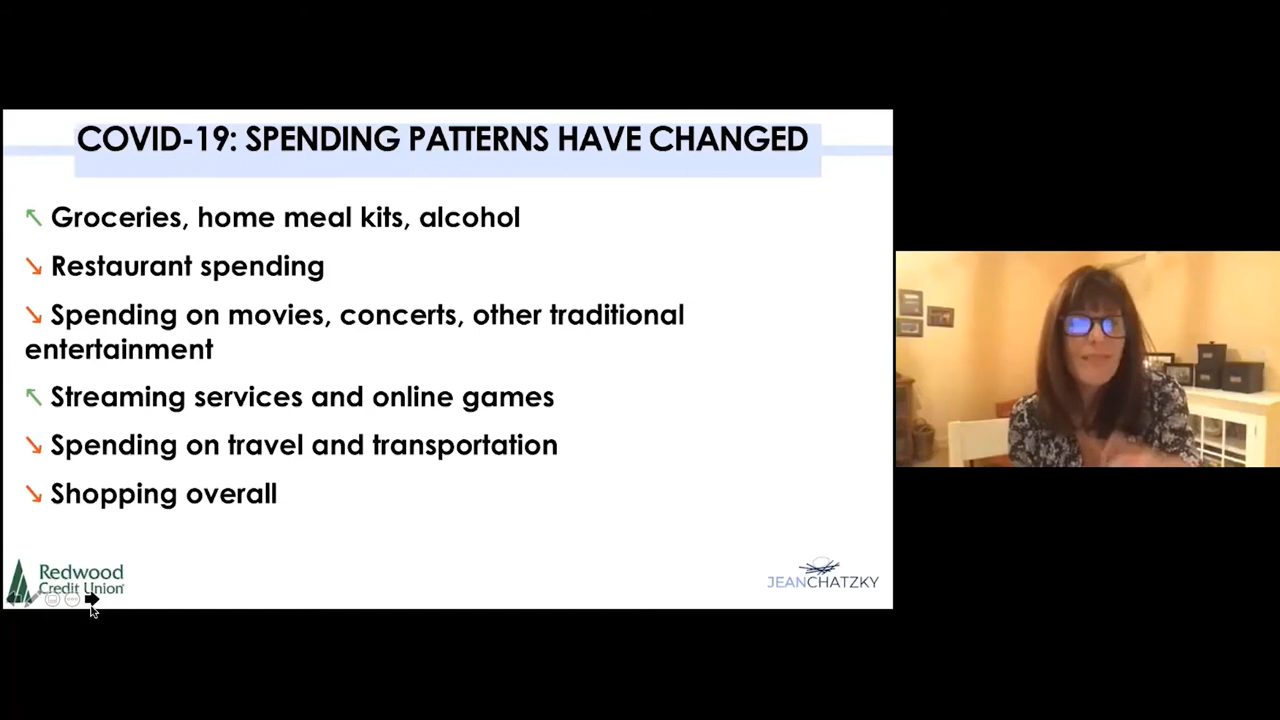 COVID-19: SPENDING PATTERNS HAVE CHANGED
↖ Groceries, home meal kits, alcohol
↘ Restaurant spending
↘ Spending on movies, concerts, other traditional
entertainment
↖ Streaming services and online games
↘ Spending on travel and transportation
↘ Shopping overall
Redwood
Credit Union
JEANCHATZKY